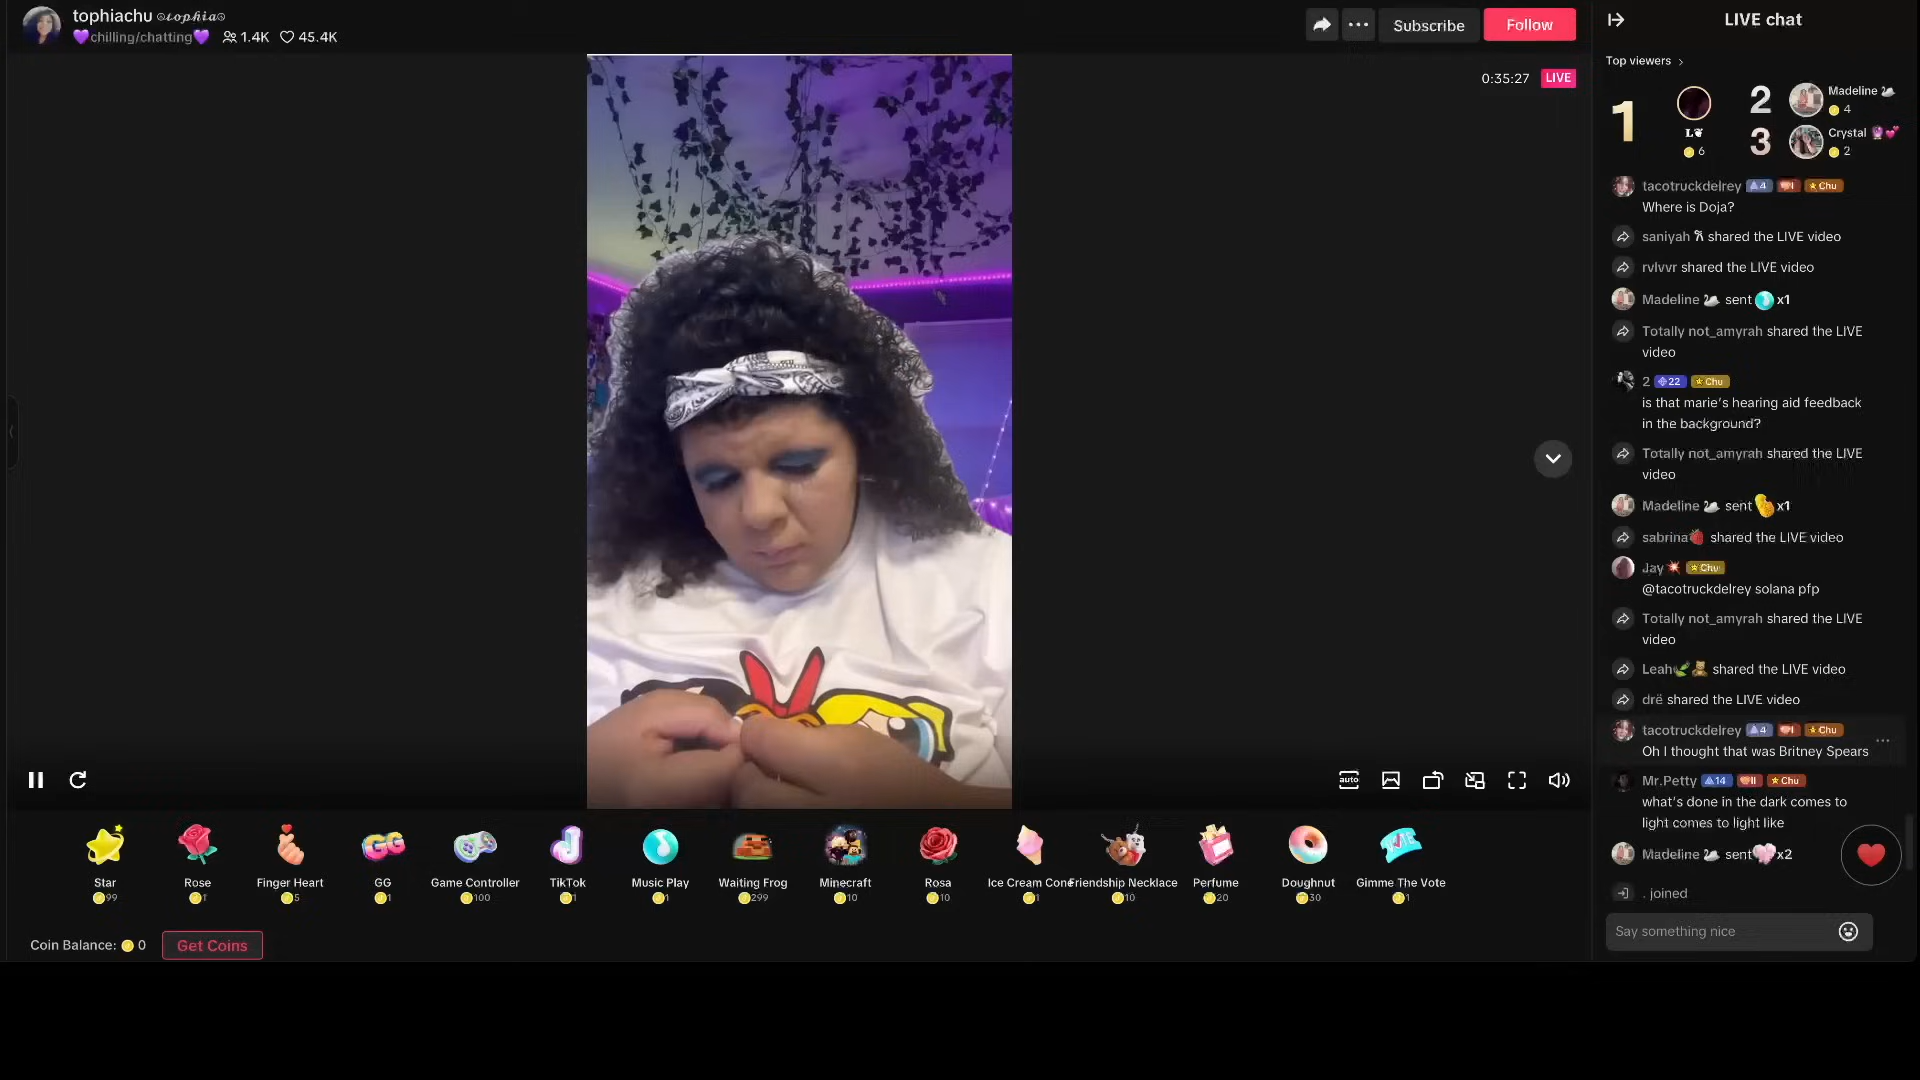 tophiachu ☮𝓽𝓸𝓹𝓱𝓲𝓪☮
💜chilling/chatting💜 1.4K 45.4K
Subscribe
Follow
0:35:27 LIVE
LIVE chat
Top viewers
1
L❦
6
2
Madeline 🦢
4
3
Crystal 🔮💕
2
tacotruckdelrey 4 I Chu
Where is Doja?
saniyah shared the LIVE video
rvlvvr shared the LIVE video
Madeline 🦢 sent x1
Totally not_amyrah shared the LIVE
video
2 22 Chu
is that marie's hearing aid feedback
in the background?
Totally not_amyrah shared the LIVE
video
Madeline 🦢 sent x1
sabrina🍓 shared the LIVE video
Jay💥 Chu
@tacotruckdelrey solana pfp
Totally not_amyrah shared the LIVE
video
Leah🌿🧸 shared the LIVE video
drë shared the LIVE video
tacotruckdelrey 4 I Chu
Oh I thought that was Britney Spears
Mr.Petty 14 II Chu
what's done in the dark comes to
light comes to light like
Madeline 🦢 sent x2
. joined
Say something nice
AUTO
Star
99
Rose
1
Finger Heart
5
GG
GG
1
Game Controller
100
TikTok
1
Music Play
1
Waiting Frog
299
Minecraft
10
Rosa
10
Ice Cream Cone
1
Friendship Necklace
10
Perfume
20
Doughnut
30
Gimme The Vote
1
Coin Balance: 0
Get Coins